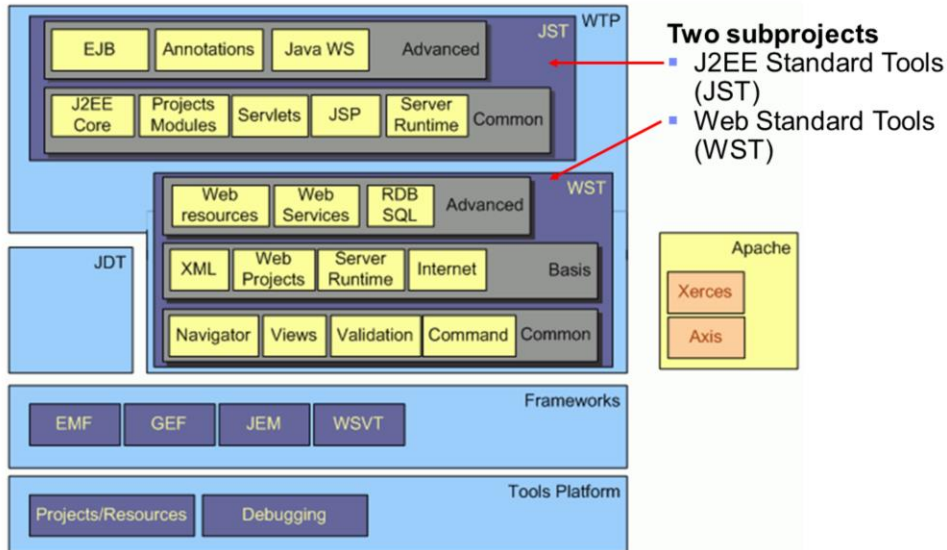 WTP
JST
EJB
Annotations
Java WS
Advanced
J2EE
Core
Projects
Modules
Servlets
JSP
Server
Runtime
Common
Two subprojects
▪ J2EE Standard Tools
(JST)
▪ Web Standard Tools
(WST)
WST
Web
resources
Web
Services
RDB
SQL
Advanced
XML
Web
Projects
Server
Runtime
Internet
Basis
Navigator
Views
Validation
Command
Common
JDT
Apache
Xerces
Axis
Frameworks
EMF
GEF
JEM
WSVT
Tools Platform
Projects/Resources
Debugging